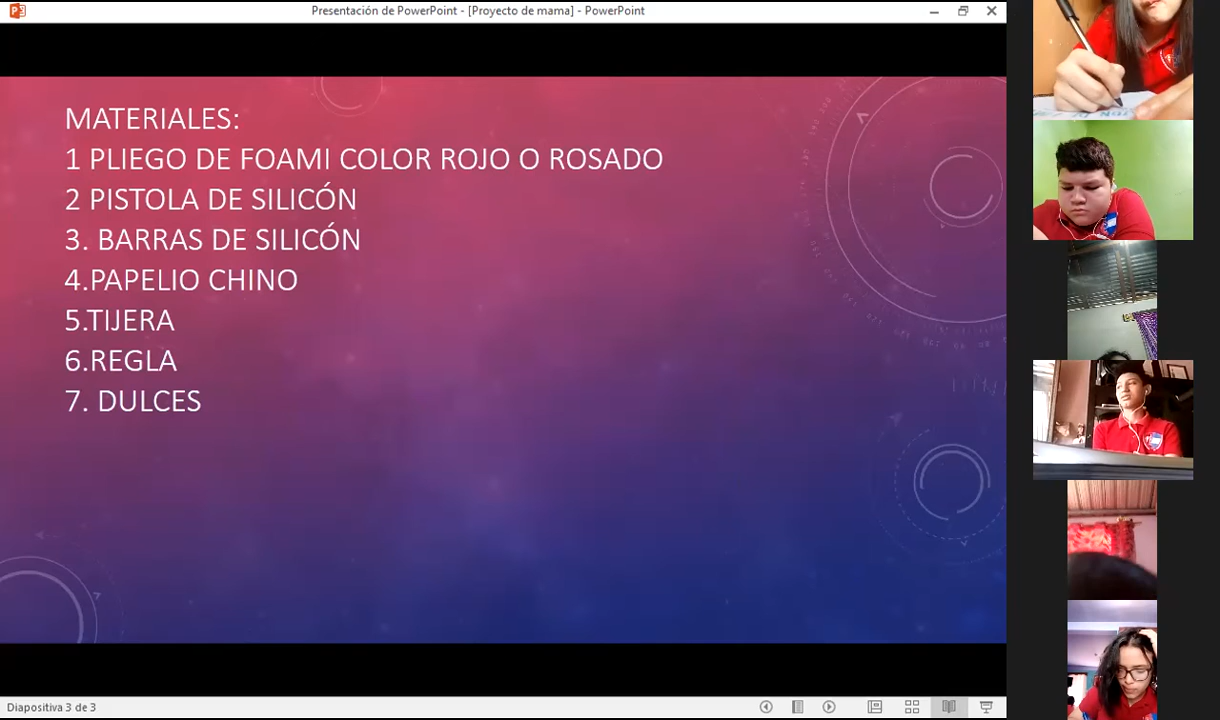 Presentación de PowerPoint - [Proyecto de mama] - PowerPoint
MATERIALES:
1 PLIEGO DE FOAMI COLOR ROJO O ROSADO
2 PISTOLA DE SILICÓN
3. BARRAS DE SILICÓN
4.PAPELIO CHINO
5.TIJERA
6.REGLA
7. DULCES
Diapositiva 3 de 3